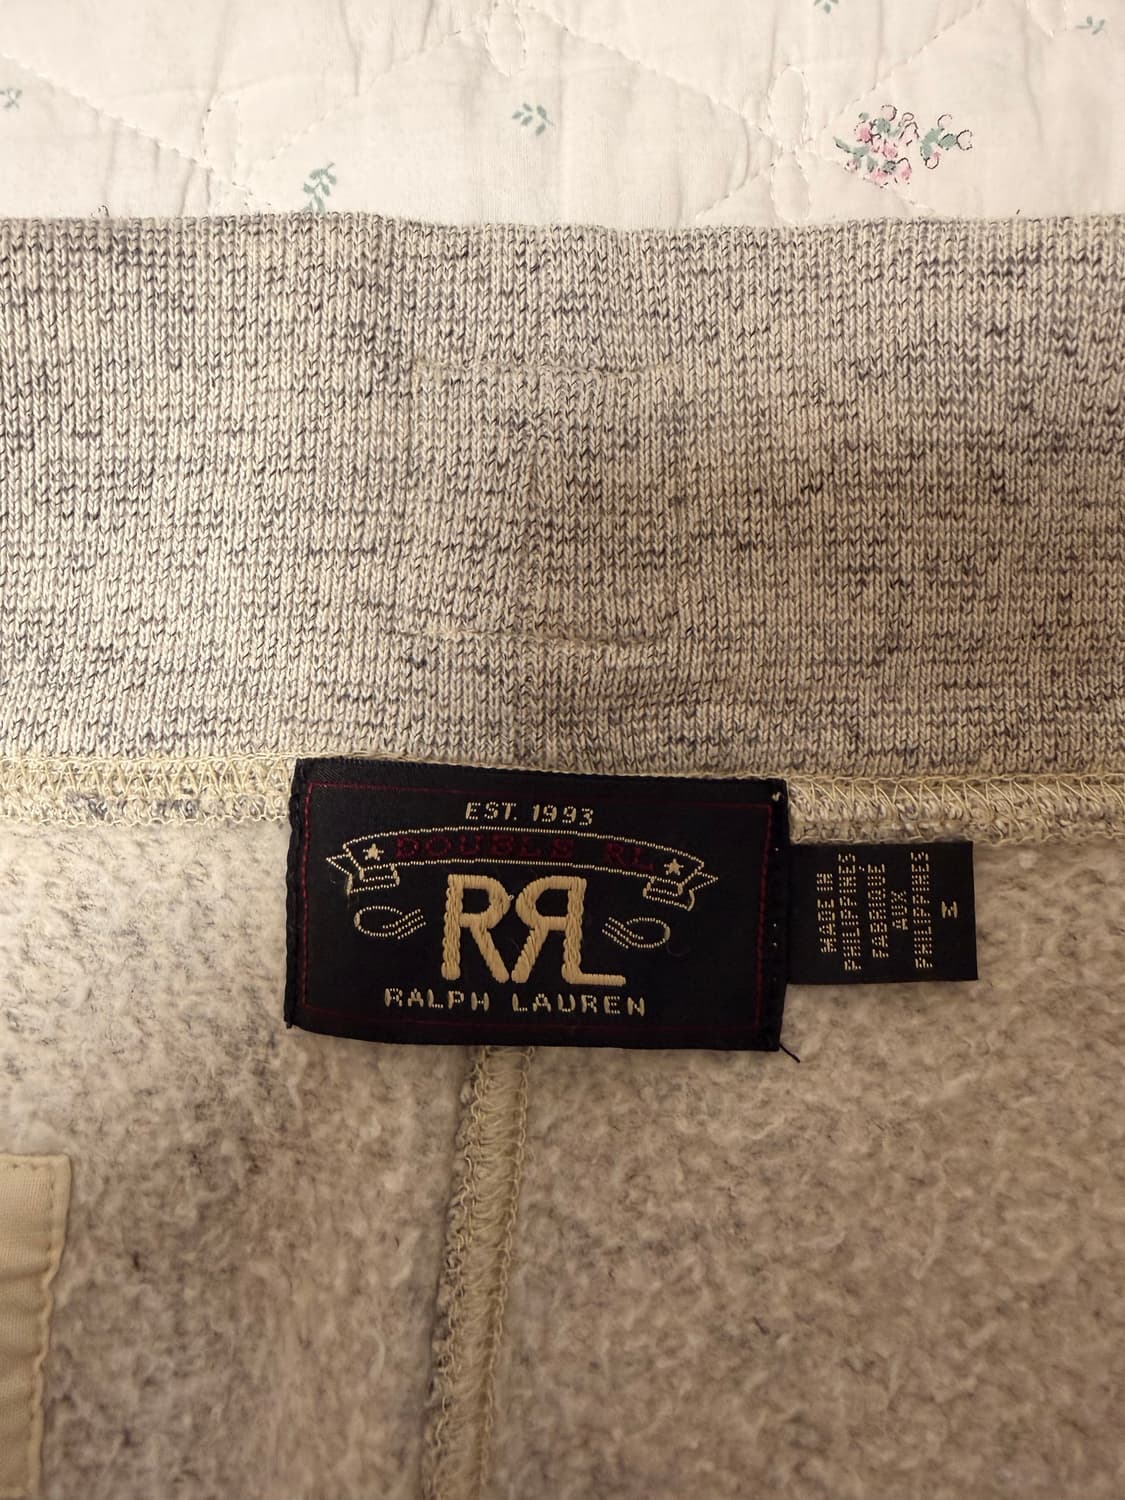 EST. 1993
DOUBLE RL
RRL
RALPH LAUREN
MADE IN
PHILIPPINES
FABRIQUE
AUX
PHILIPPINES
M